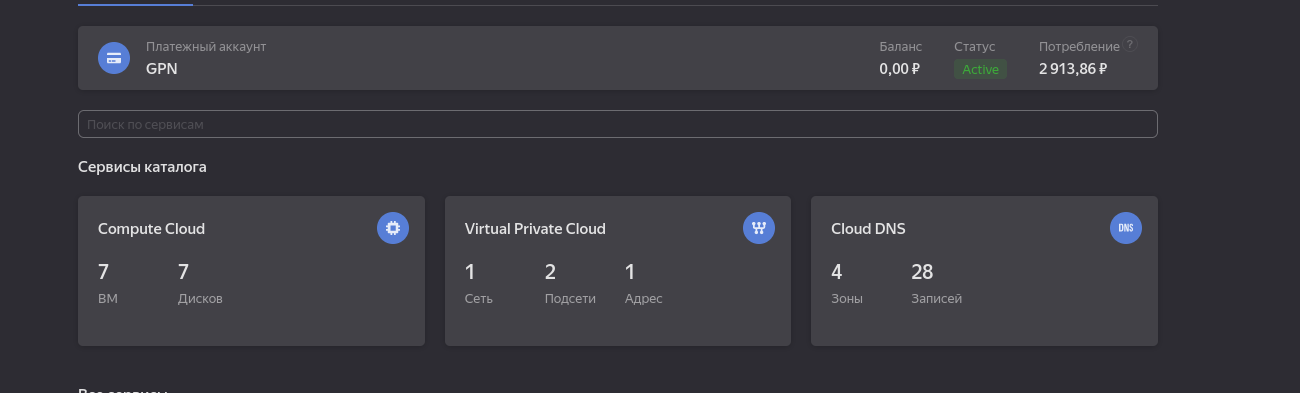 Платежный аккаунт
GPN
Баланс
0,00 ₽
Статус
Active
Потребление ?
2 913,86 ₽
Поиск по сервисам
Сервисы каталога
Compute Cloud
7
ВМ
7
Дисков
Virtual Private Cloud
1
Сеть
2
Подсети
1
Адрес
Cloud DNS
DNS
4
Зоны
28
Записей
Все сервисы